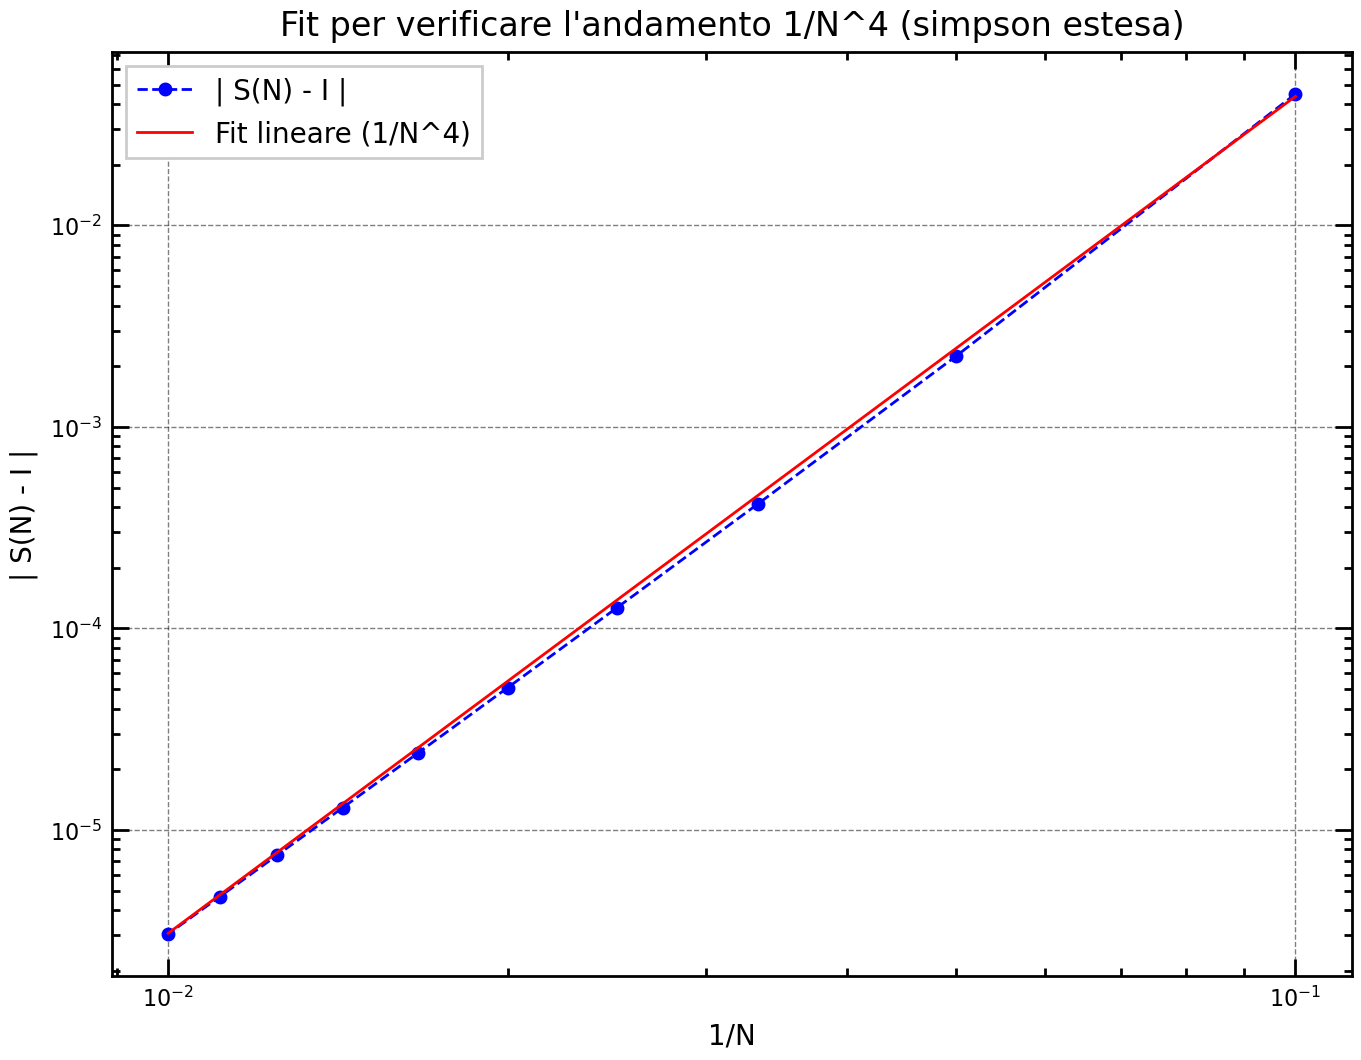 Fit per verificare l'andamento 1/N^4 (simpson estesa)
| S(N) - I |
Fit lineare (1/N^4)
10⁻²
10⁻³
10⁻⁴
10⁻⁵
| S(N) - I |
10⁻² 10⁻¹
1/N